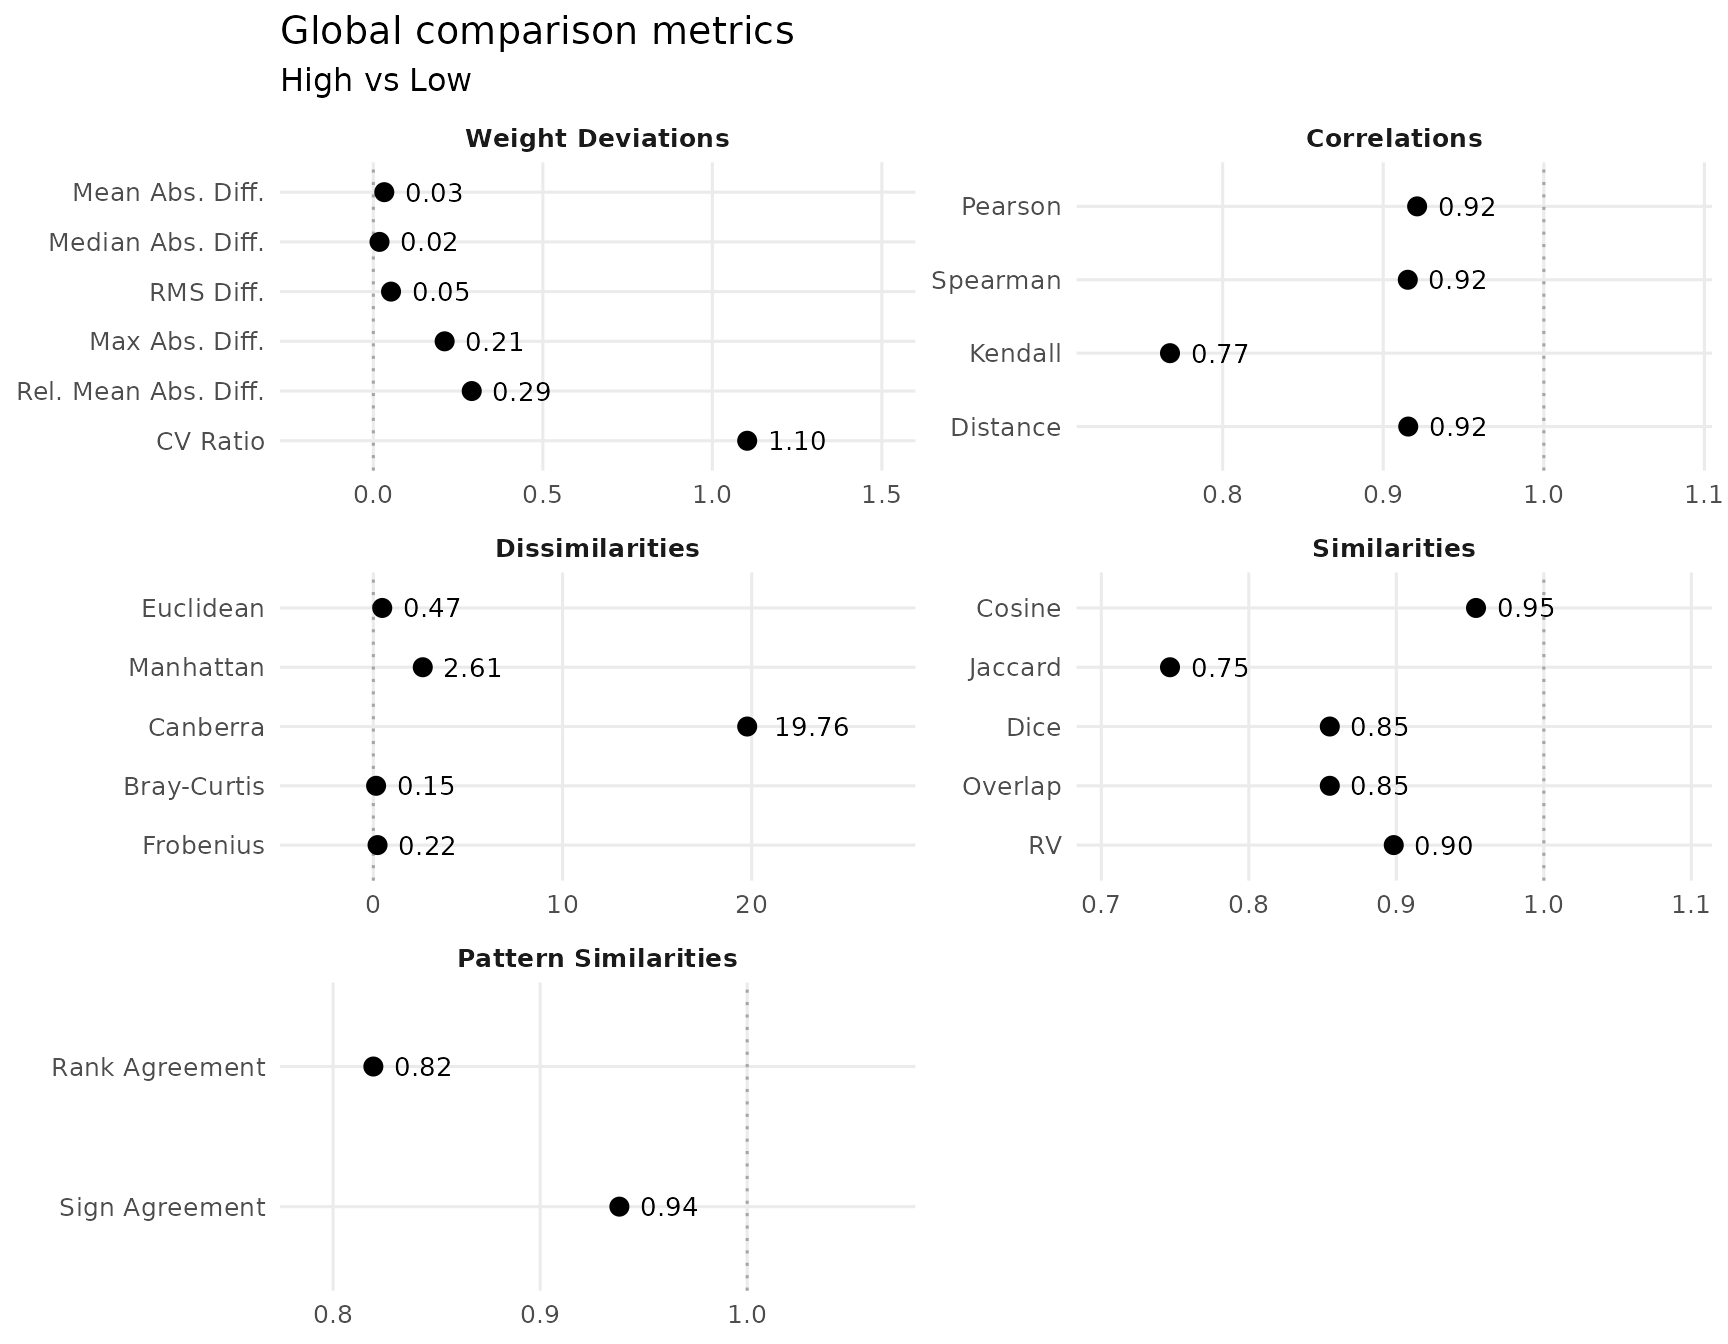 Global comparison metrics
High vs Low
Weight Deviations
Mean Abs. Diff. 0.03
Median Abs. Diff. 0.02
RMS Diff. 0.05
Max Abs. Diff. 0.21
Rel. Mean Abs. Diff. 0.29
CV Ratio 1.10
0.0 0.5 1.0 1.5
Correlations
Pearson 0.92
Spearman 0.92
Kendall 0.77
Distance 0.92
0.8 0.9 1.0 1.1
Dissimilarities
Euclidean 0.47
Manhattan 2.61
Canberra 19.76
Bray-Curtis 0.15
Frobenius 0.22
0 10 20
Similarities
Cosine 0.95
Jaccard 0.75
Dice 0.85
Overlap 0.85
RV 0.90
0.7 0.8 0.9 1.0 1.1
Pattern Similarities
Rank Agreement 0.82
Sign Agreement 0.94
0.8 0.9 1.0